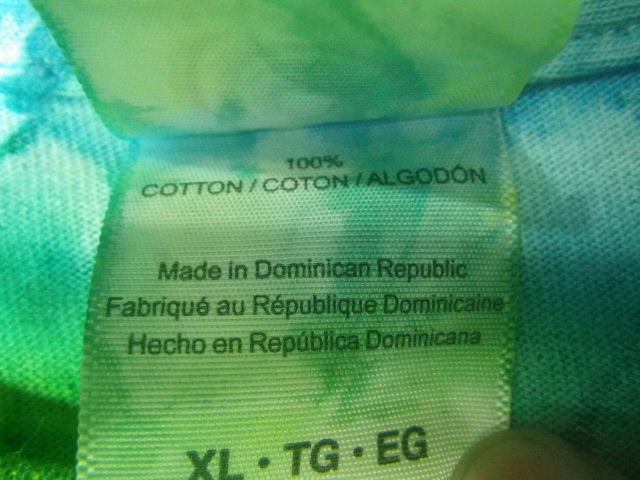 100%
COTTON / COTON / ALGODÓN
Made in Dominican Republic
Fabriqué au République Dominicaine
Hecho en República Dominicana
XL • TG • EG